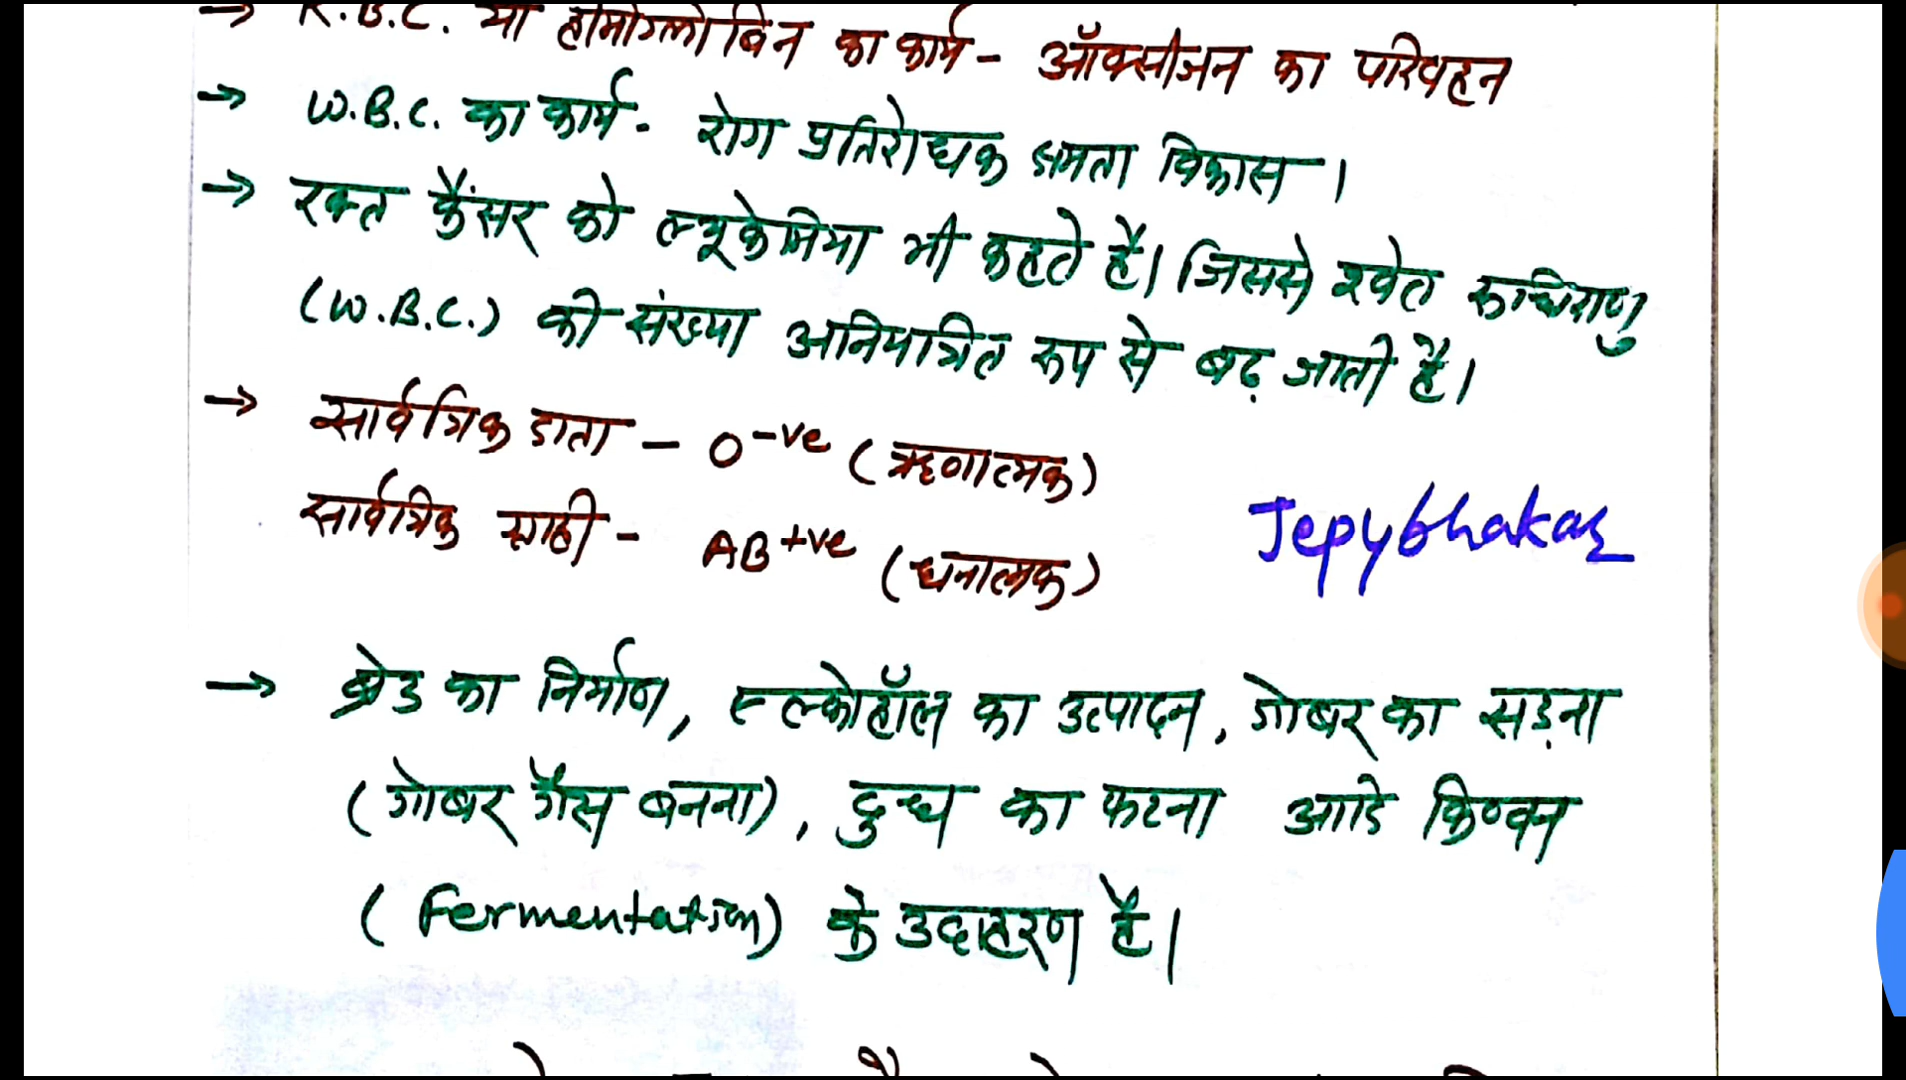 → R.B.C. या हीमोग्लोबिन का कार्य - ऑक्सीजन का परिवहन
→ W.B.C. का कार्य - रोग प्रतिरोधक क्षमता विकास ।
→ रक्त कैंसर को ल्यूकेमिया भी कहते है। जिससे श्वेत रूधिराणु
(W.B.C.) की संख्या अनियंत्रित रूप से बढ़ जाती है।
→ सार्वत्रिक दाता - O -ve (ऋणात्मक)
सार्वत्रिक ग्राही - AB +ve (धनात्मक)
Jepybhakar
→ ब्रेड का निर्माण, एल्कोहॉल का उत्पादन, गोबर का सड़ना
(गोबर गैस बनना), दुग्ध का फटना आदि किण्वन
(Fermentation) के उदाहरण है।